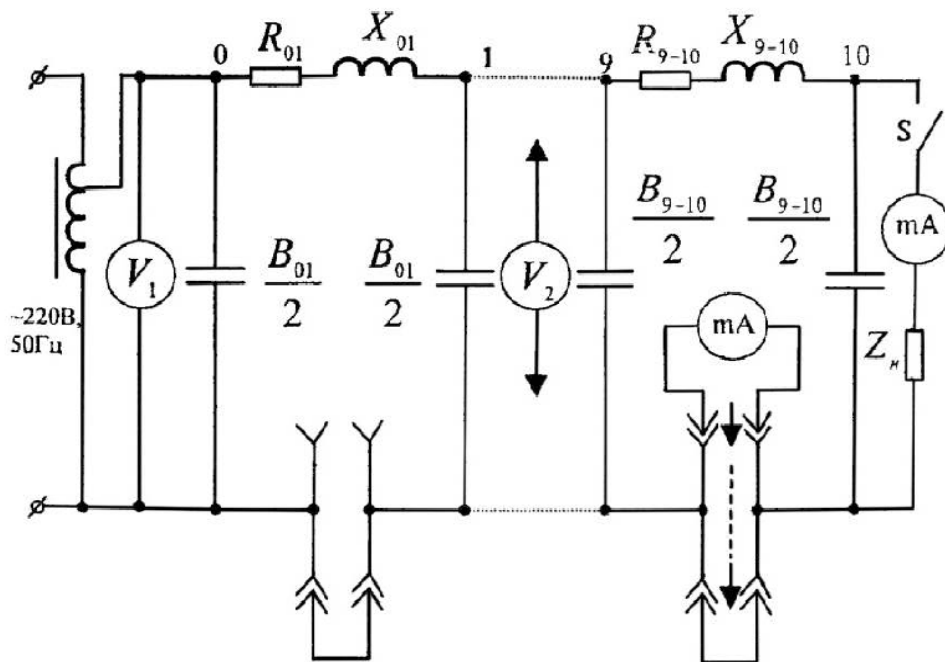 0
R₀₁
X₀₁
1
9
R₉₋₁₀
X₉₋₁₀
10
S
mA
V₁
B₀₁/2
B₀₁/2
V₂
B₉₋₁₀/2
B₉₋₁₀/2
mA
Zₙ
~220В,
50Гц